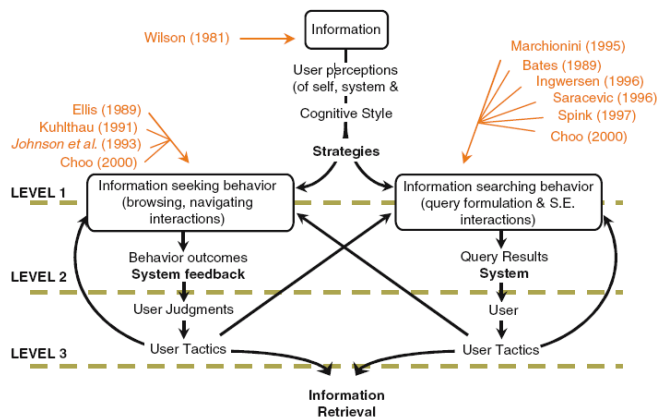 Wilson (1981)
Information
User perceptions
(of self, system &
Cognitive Style
Strategies
Marchionini (1995)
Bates (1989)
Ingwersen (1996)
Saracevic (1996)
Spink (1997)
Choo (2000)
Ellis (1989)
Kuhlthau (1991)
Johnson et al. (1993)
Choo (2000)
LEVEL 1
Information seeking behavior
(browsing, navigating
interactions)
Information searching behavior
(query formulation & S.E.
interactions)
Behavior outcomes
System feedback
Query Results
System
LEVEL 2
User Judgments
User
User Tactics
User Tactics
LEVEL 3
Information
Retrieval